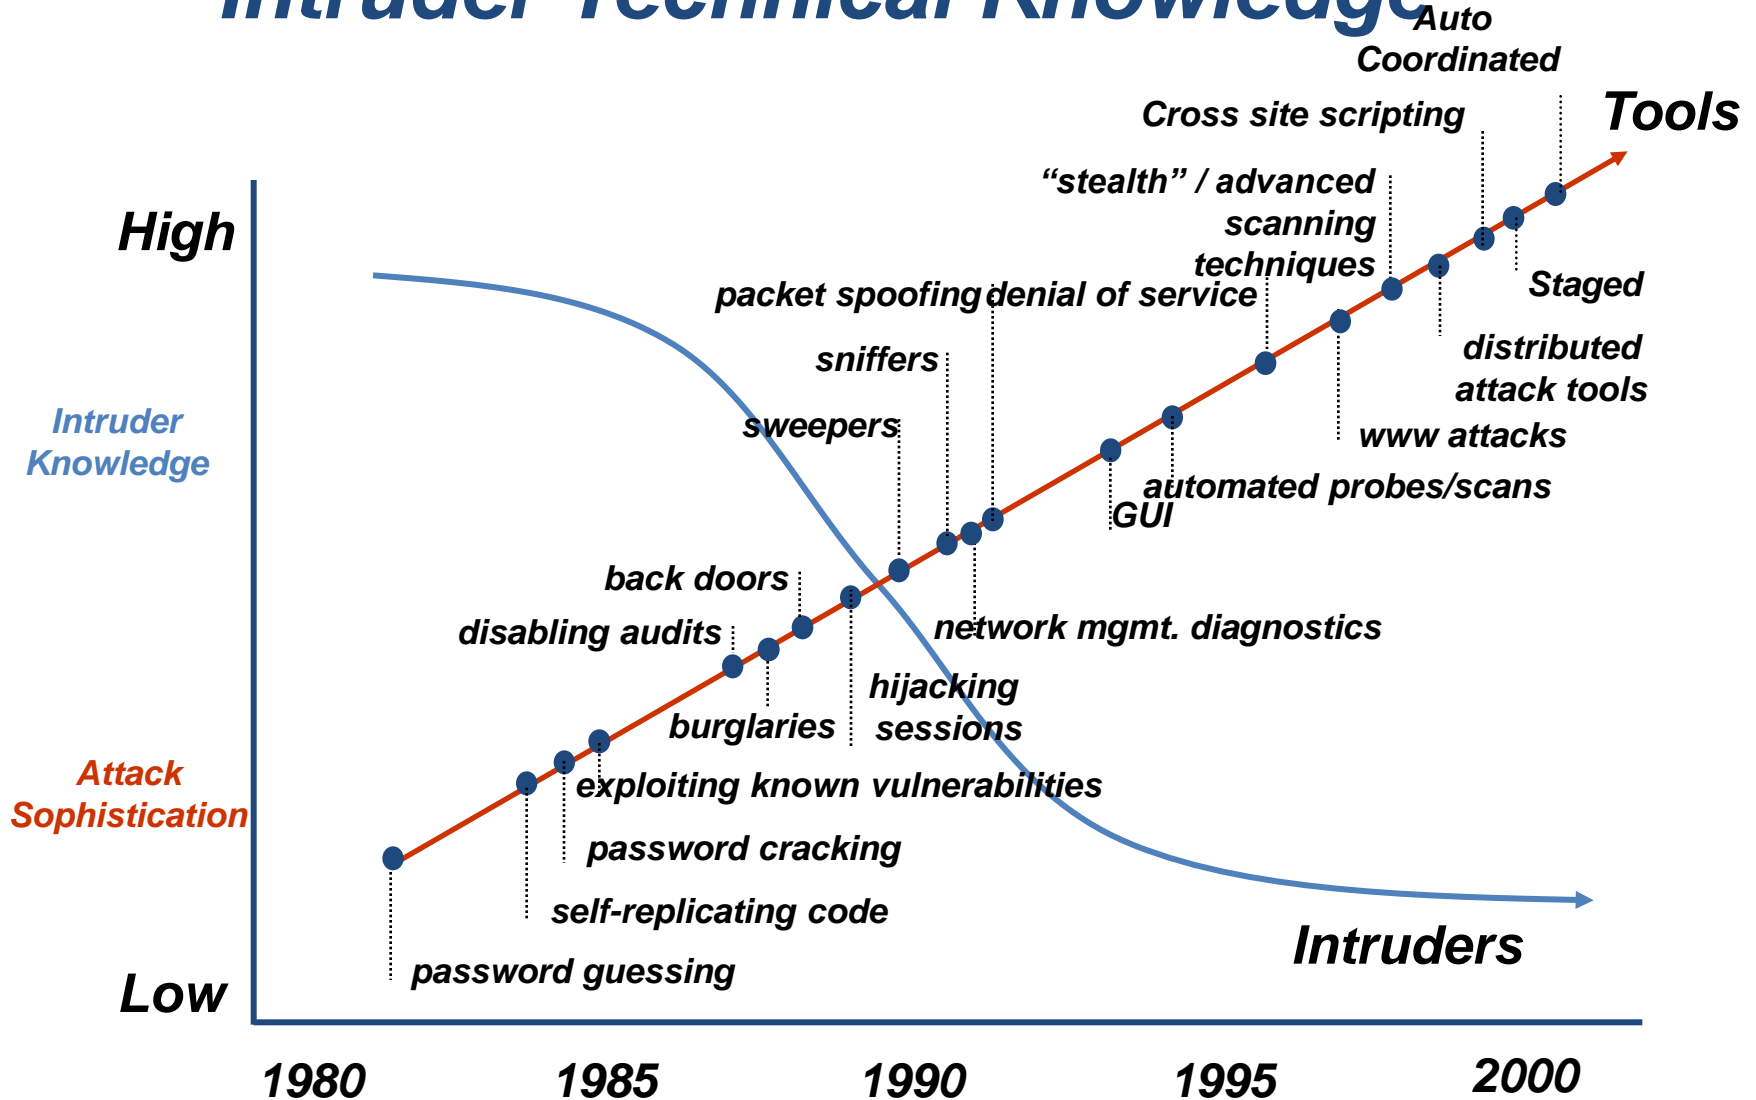 Intruder Technical Knowledge
Auto
Coordinated
Tools
Cross site scripting
“stealth” / advanced
scanning
techniques
High
packet spoofing
denial of service
Staged
sniffers
distributed
attack tools
Intruder
Knowledge
sweepers
www attacks
automated probes/scans
GUI
back doors
disabling audits
network mgmt. diagnostics
hijacking
sessions
burglaries
Attack
Sophistication
exploiting known vulnerabilities
password cracking
self-replicating code
Intruders
password guessing
Low
1980
1985
1990
1995
2000